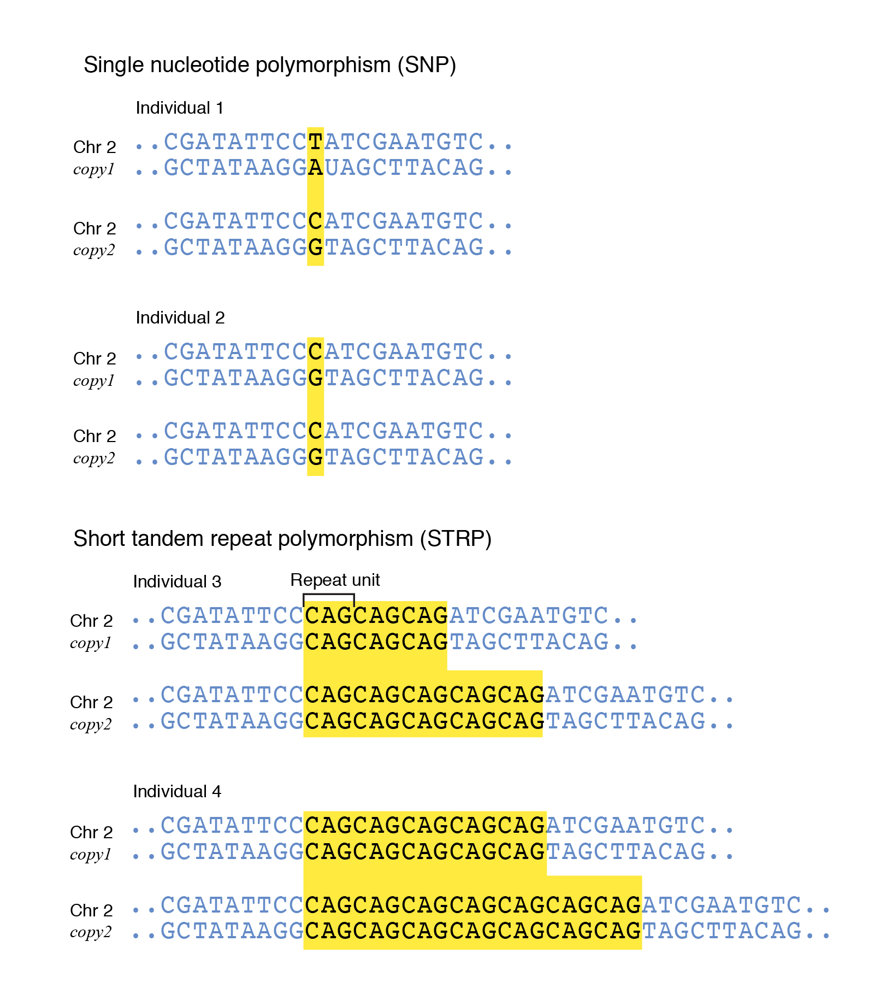 Single nucleotide polymorphism (SNP)
Individual 1
Chr 2 ..CGATATTCCTATCGAATGTC..
copy1 ..GCTATAAGGAUAGCTTACAG..
Chr 2 ..CGATATTCCCATCGAATGTC..
copy2 ..GCTATAAGGGTAGCTTACAG..
Individual 2
Chr 2 ..CGATATTCCCATCGAATGTC..
copy1 ..GCTATAAGGGTAGCTTACAG..
Chr 2 ..CGATATTCCCATCGAATGTC..
copy2 ..GCTATAAGGGTAGCTTACAG..
Short tandem repeat polymorphism (STRP)
Individual 3 Repeat unit
Chr 2 ..CGATATTCCCAGCAGCAGATCGAATGTC..
copy1 ..GCTATAAGGCAGCAGCAGTAGCTTACAG..
Chr 2 ..CGATATTCCCAGCAGCAGCAGCAGATCGAATGTC..
copy2 ..GCTATAAGGCAGCAGCAGCAGCAGTAGCTTACAG..
Individual 4
Chr 2 ..CGATATTCCCAGCAGCAGCAGCAGATCGAATGTC..
copy1 ..GCTATAAGGCAGCAGCAGCAGCAGTAGCTTACAG..
Chr 2 ..CGATATTCCCAGCAGCAGCAGCAGCAGCAGATCGAATGTC..
copy2 ..GCTATAAGGCAGCAGCAGCAGCAGCAGCAGTAGCTTACAG..